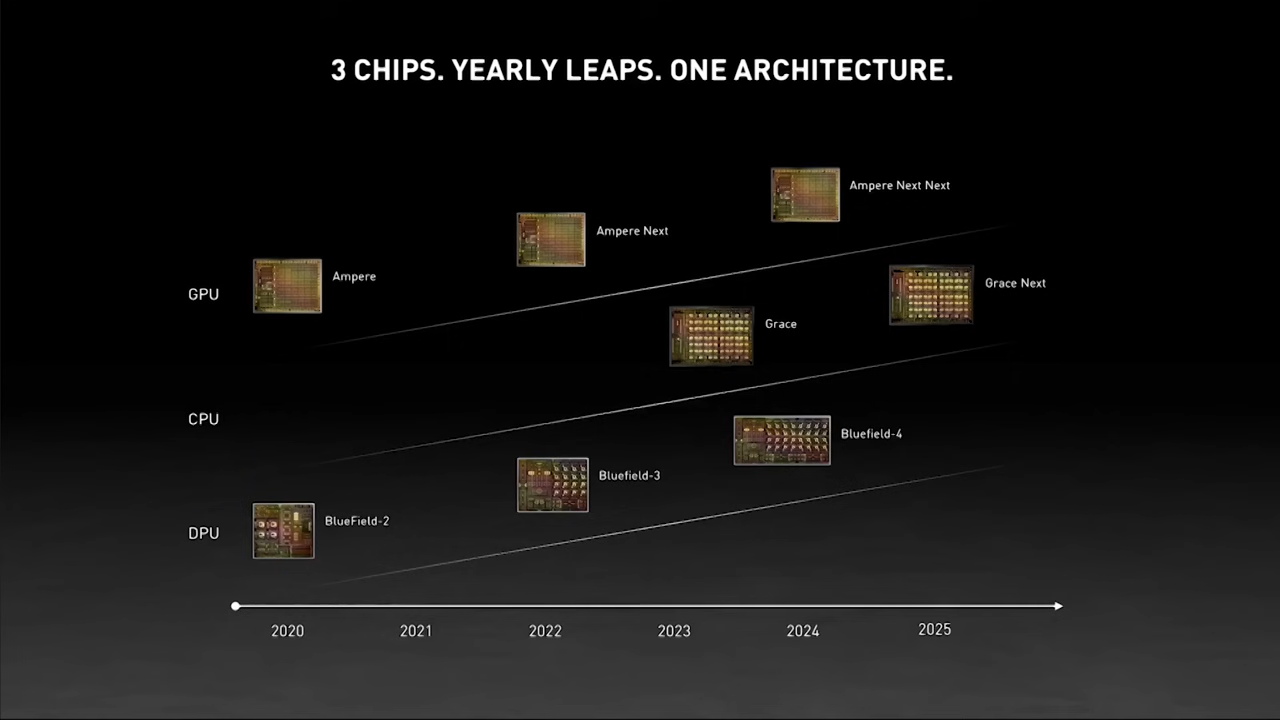 3 CHIPS. YEARLY LEAPS. ONE ARCHITECTURE.
Ampere Next Next
Ampere Next
Ampere
GPU
Grace Next
Grace
CPU
Bluefield-4
Bluefield-3
BlueField-2
DPU
2020
2021
2022
2023
2024
2025